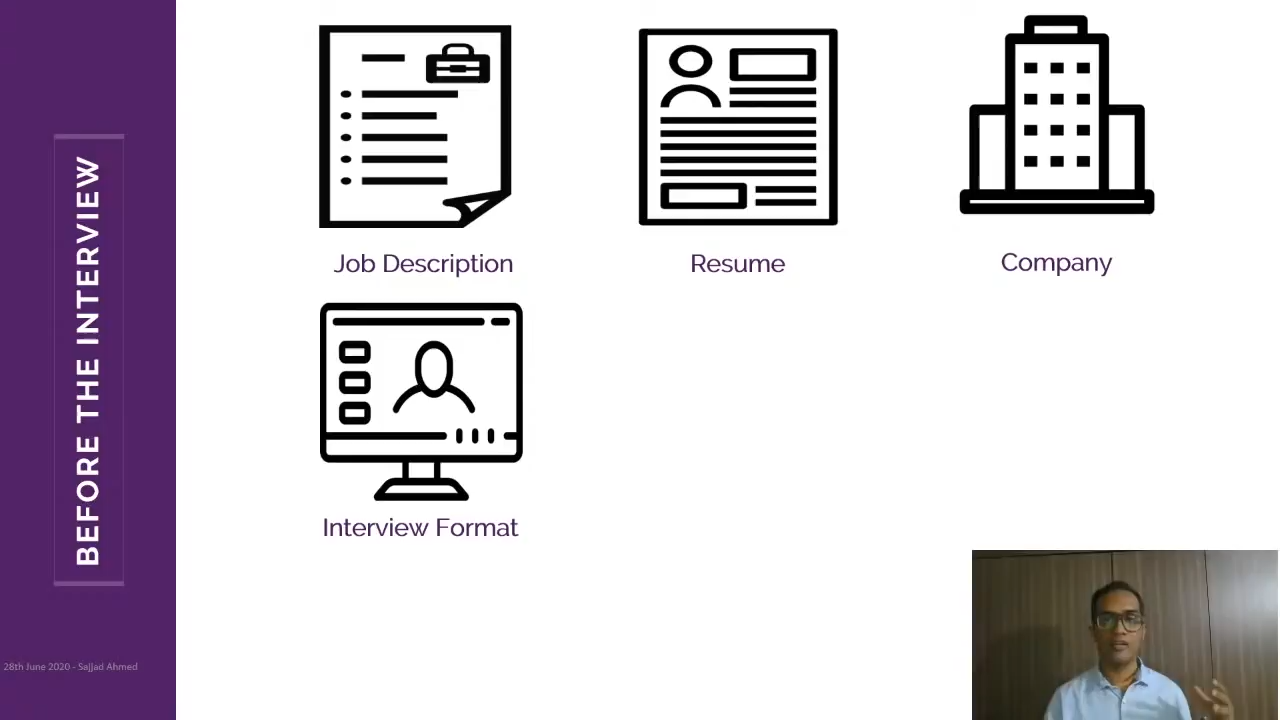 BEFORE THE INTERVIEW
Job Description
Resume
Company
Interview Format
28th June 2020 - Sajjad Ahmed